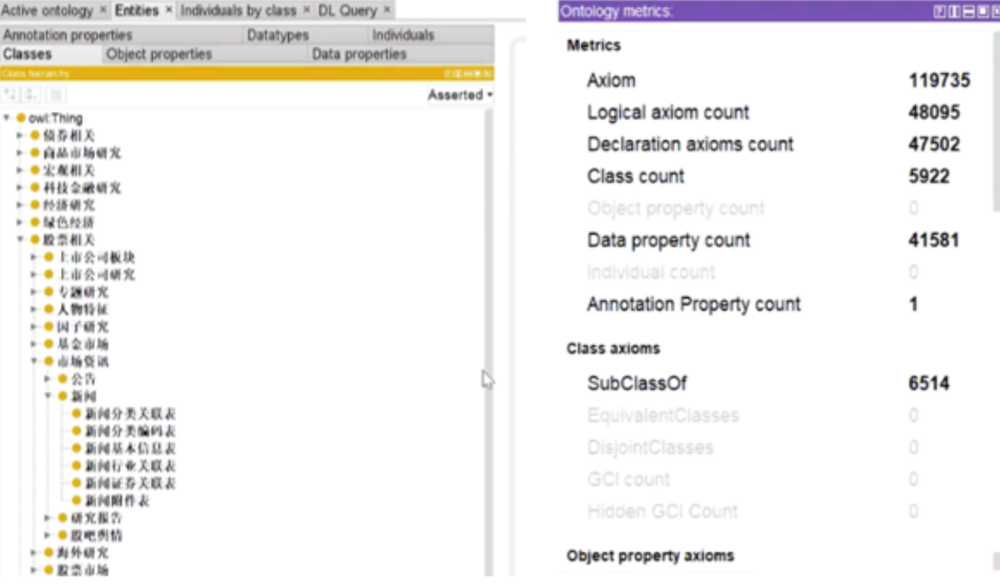 Active ontology × Entities × Individuals by class × DL Query ×
Annotation properties Datatypes Individuals
Classes Object properties Data properties
Class hierarchy
Asserted
owl:Thing
债券相关
商品市场研究
宏观相关
科技金融研究
经济研究
绿色经济
股票相关
上市公司板块
上市公司研究
专题研究
人物特征
因子研究
基金市场
市场资讯
公告
新闻
新闻分类关联表
新闻分类编码表
新闻基本信息表
新闻行业关联表
新闻证券关联表
新闻附件表
研究报告
股吧舆情
海外研究
股票市场
Ontology metrics:
Metrics
Axiom 119735
Logical axiom count 48095
Declaration axioms count 47502
Class count 5922
Object property count 0
Data property count 41581
Individual count 0
Annotation Property count 1
Class axioms
SubClassOf 6514
EquivalentClasses 0
DisjointClasses 0
GCI count 0
Hidden GCI Count 0
Object property axioms